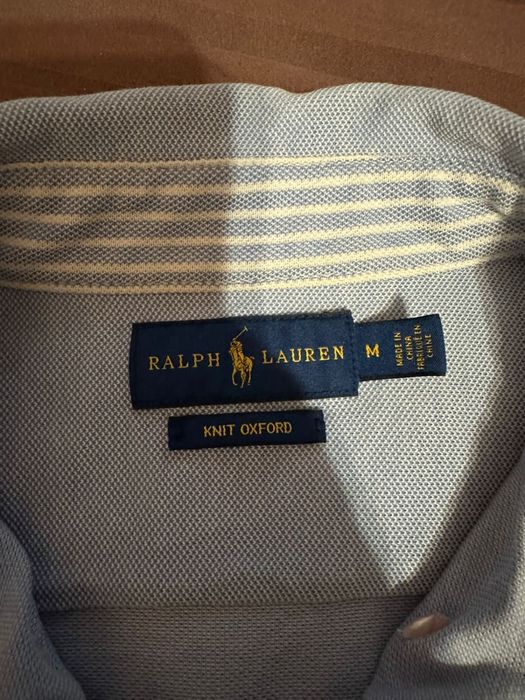 RALPH LAUREN
M
MADE IN
CHINA
FABRIQUÉ EN
CHINE
KNIT OXFORD